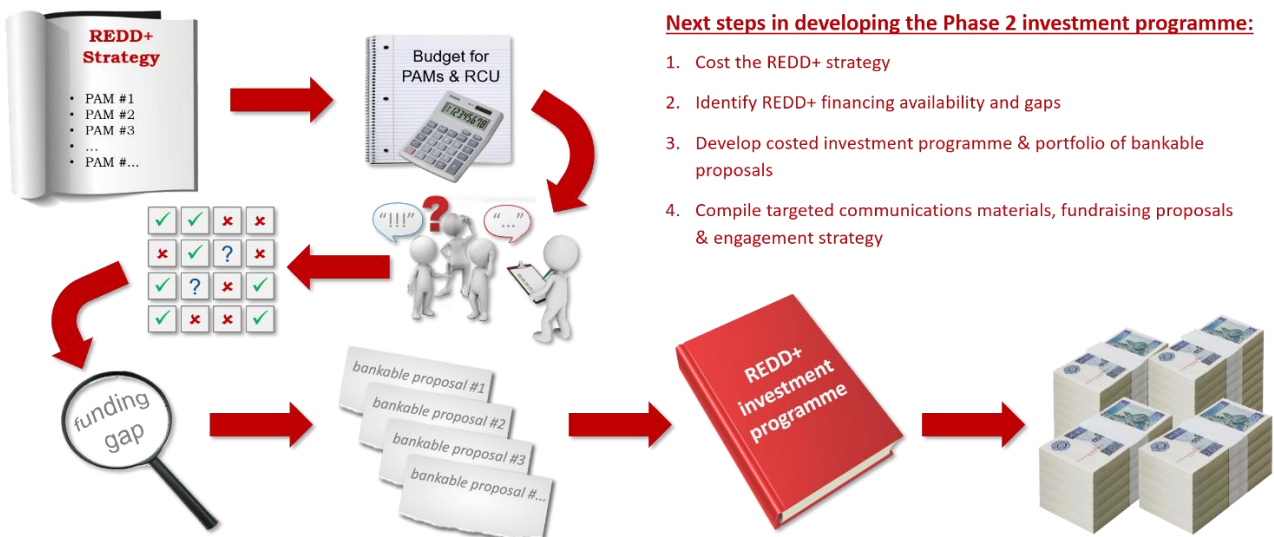 REDD+
Strategy
• PAM #1
• PAM #2
• PAM #3
• ...
• PAM #...
Budget for
PAMs & RCU
Next steps in developing the Phase 2 investment programme:
1. Cost the REDD+ strategy
2. Identify REDD+ financing availability and gaps
3. Develop costed investment programme & portfolio of bankable
proposals
4. Compile targeted communications materials, fundraising proposals
& engagement strategy
"!!!"
?
"..."
?
?
funding
gap
bankable proposal #1
bankable proposal #2
bankable proposal #3
bankable proposal #...
REDD+
investment
programme